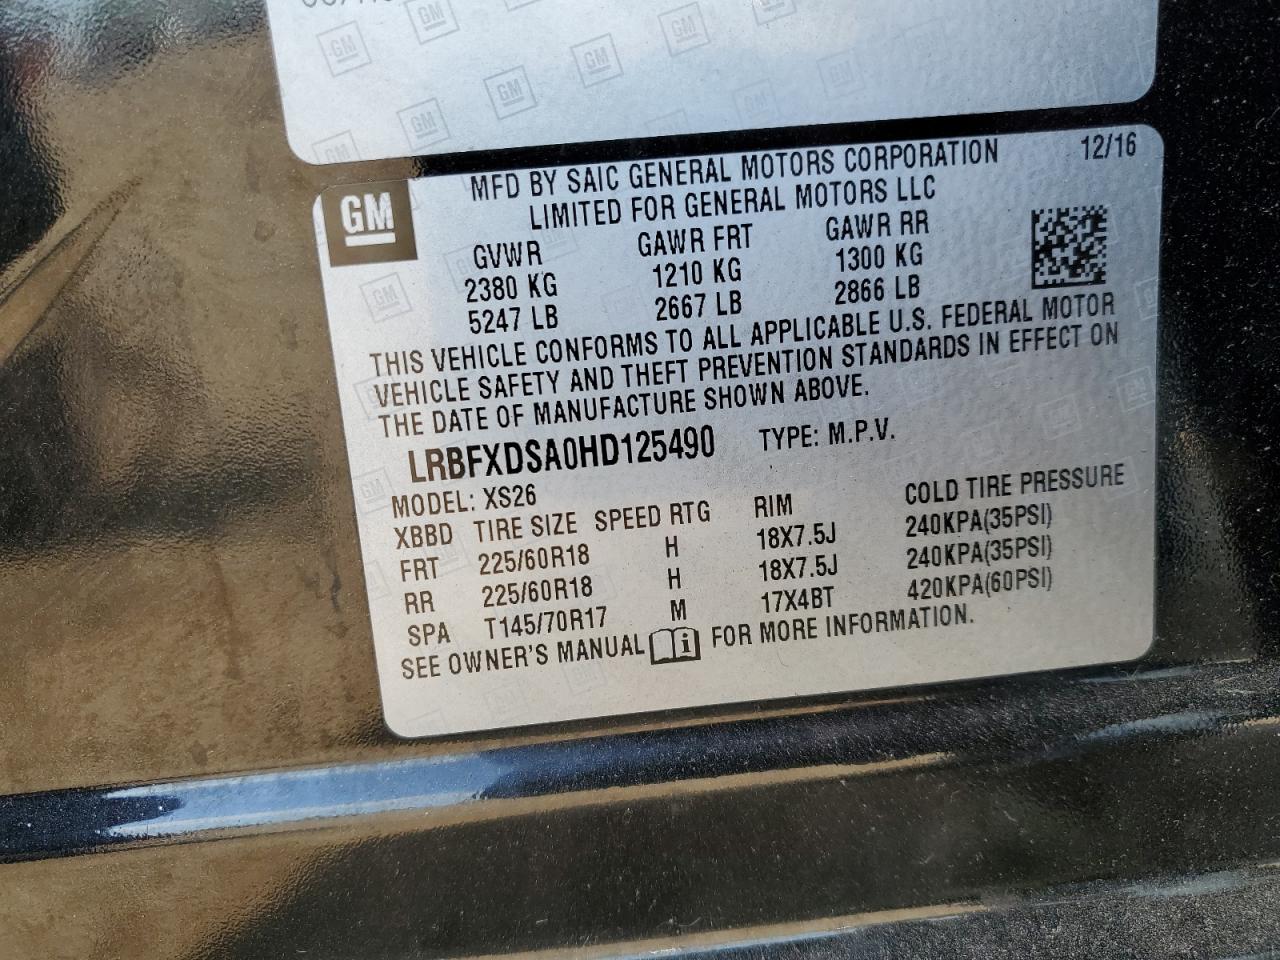 GM
MFD BY SAIC GENERAL MOTORS CORPORATION 12/16
LIMITED FOR GENERAL MOTORS LLC
GVWR GAWR FRT GAWR RR
2380 KG 1210 KG 1300 KG
5247 LB 2667 LB 2866 LB
THIS VEHICLE CONFORMS TO ALL APPLICABLE U.S. FEDERAL MOTOR
VEHICLE SAFETY AND THEFT PREVENTION STANDARDS IN EFFECT ON
THE DATE OF MANUFACTURE SHOWN ABOVE.
LRBFXDSA0HD125490 TYPE: M.P.V.
MODEL: XS26
XBBD TIRE SIZE SPEED RTG RIM COLD TIRE PRESSURE
FRT 225/60R18 H 18X7.5J 240KPA(35PSI)
RR 225/60R18 H 18X7.5J 240KPA(35PSI)
SPA T145/70R17 M 17X4BT 420KPA(60PSI)
SEE OWNER'S MANUAL i FOR MORE INFORMATION.